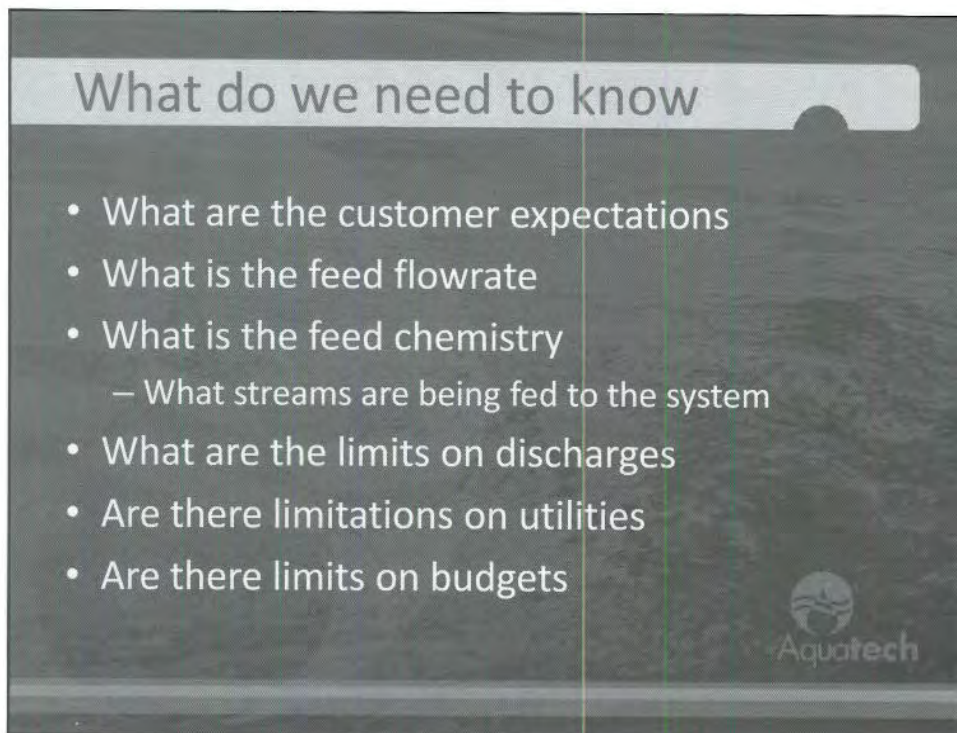 What do we need to know
• What are the customer expectations
• What is the feed flowrate
• What is the feed chemistry
– What streams are being fed to the system
• What are the limits on discharges
• Are there limitations on utilities
• Are there limits on budgets
Aquatech